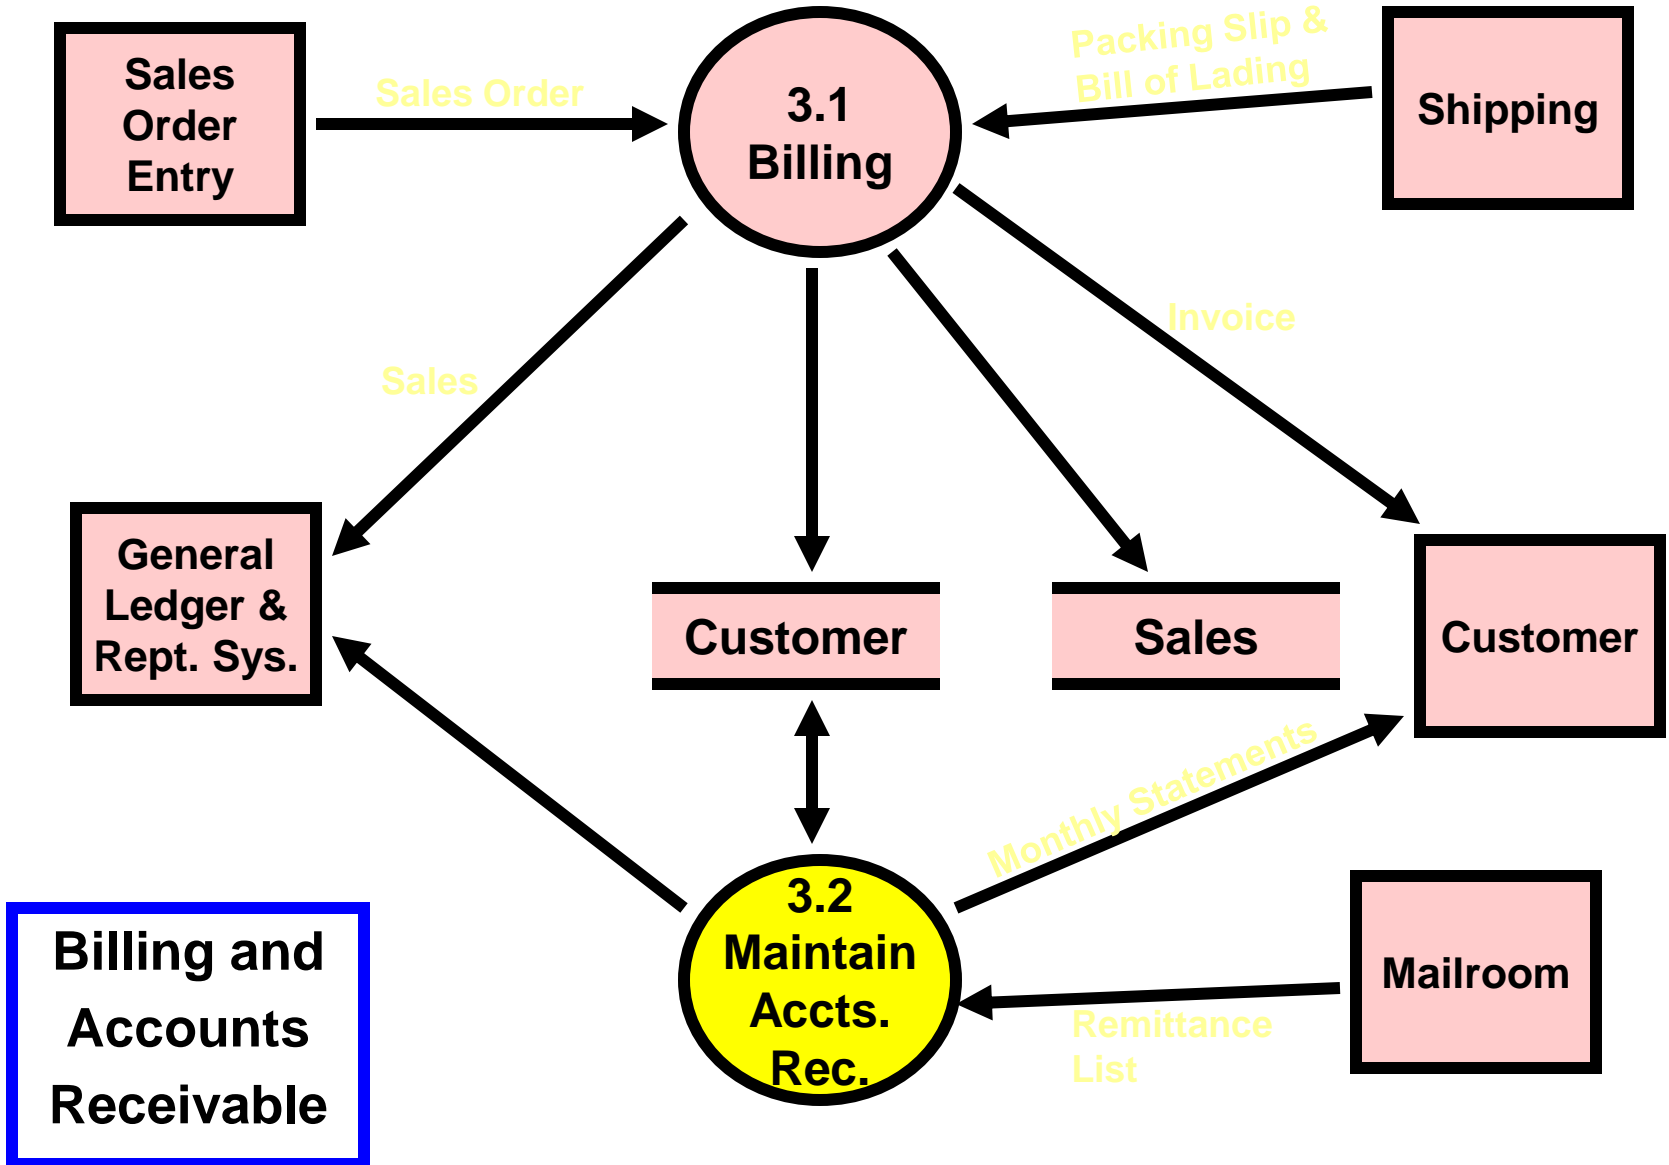 Sales
Order
Entry
Sales Order
3.1
Billing
Packing Slip &
Bill of Lading
Shipping
Invoice
Sales
General
Ledger &
Rept. Sys.
Customer
Sales
Customer
Monthly Statements
3.2
Maintain
Accts.
Rec.
Mailroom
Remittance
List
Billing and
Accounts
Receivable